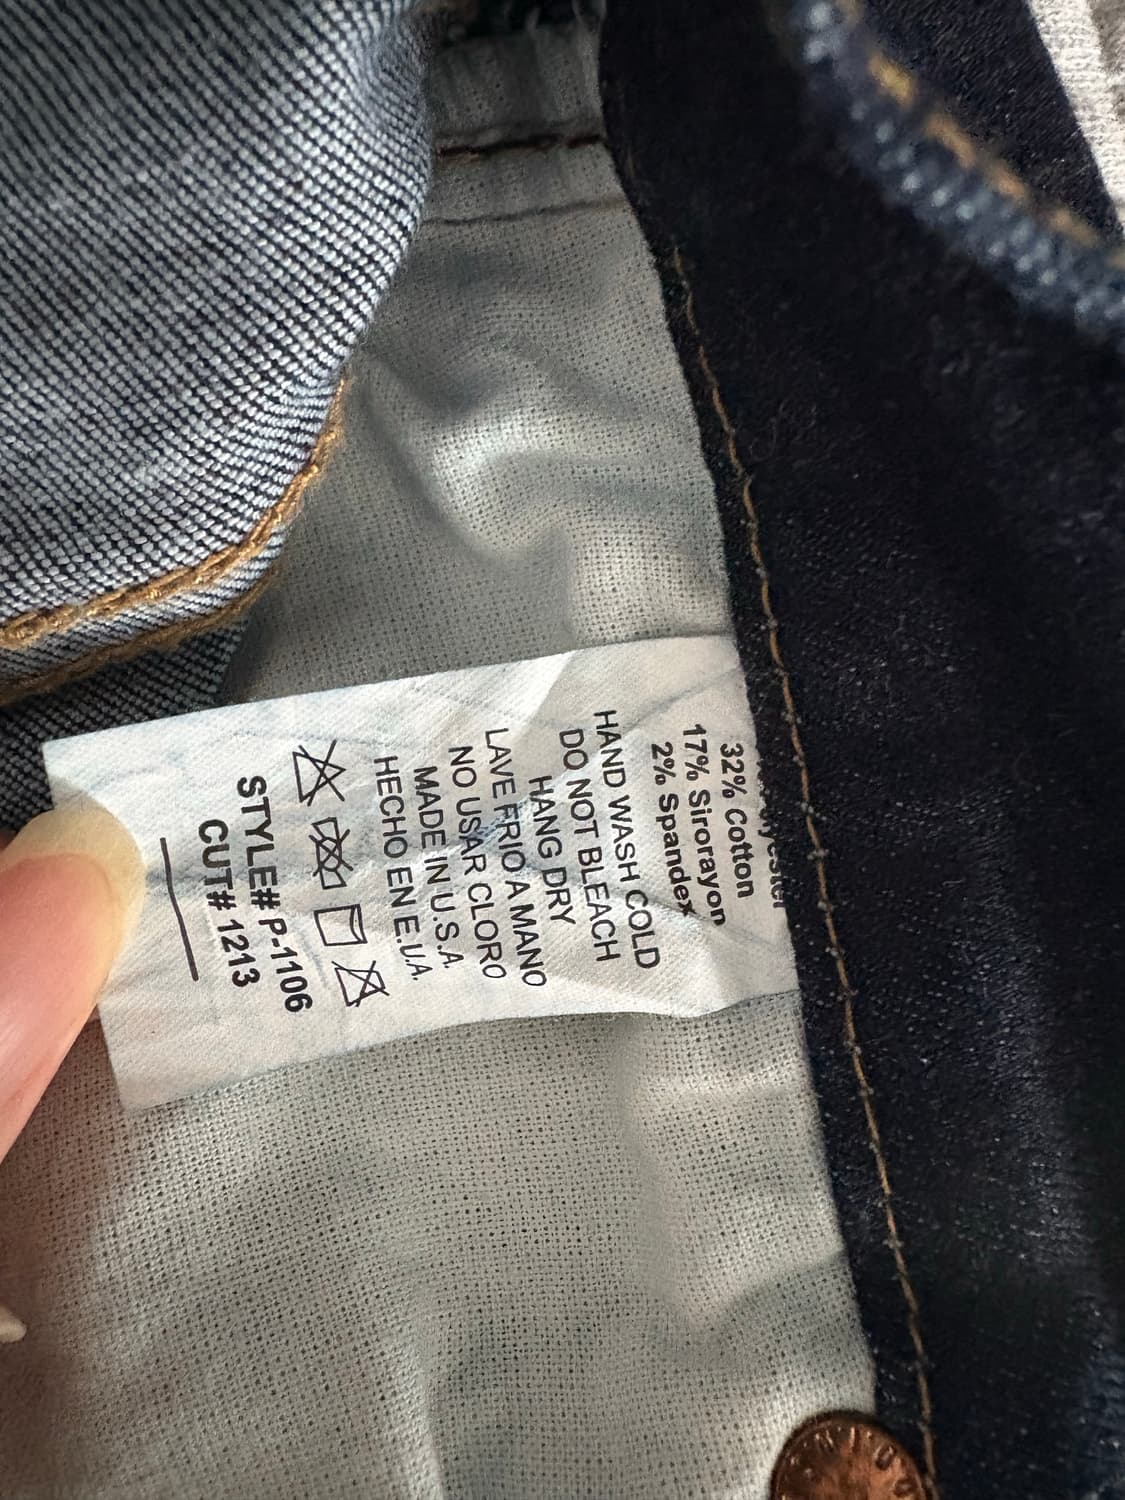 32% Cotton
17% Sirorayon
2% Spandex
HAND WASH COLD
DO NOT BLEACH
HANG DRY
LAVE FRIO A MANO
NO USAR CLORO
MADE IN U.S.A.
HECHO EN E.U.A.
STYLE# P-1106
CUT# 1213